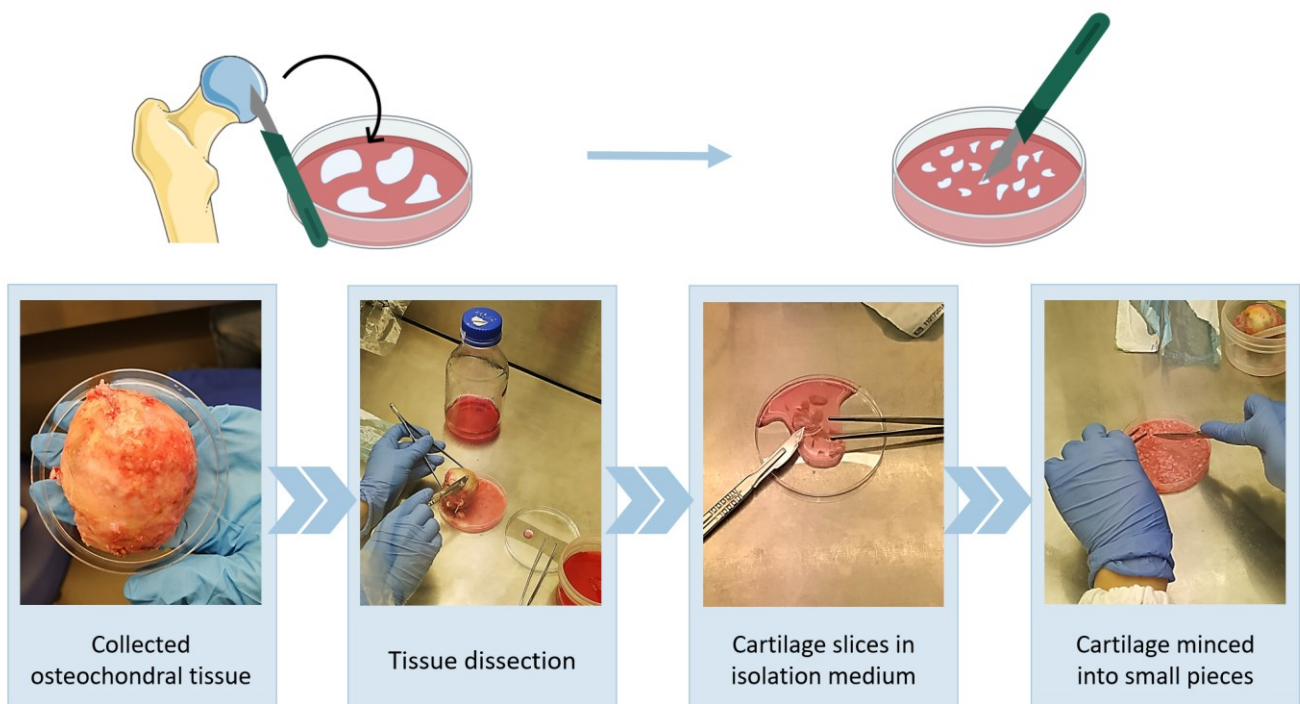 Collected
osteochondral tissue
Tissue dissection
Cartilage slices in
isolation medium
Cartilage minced
into small pieces